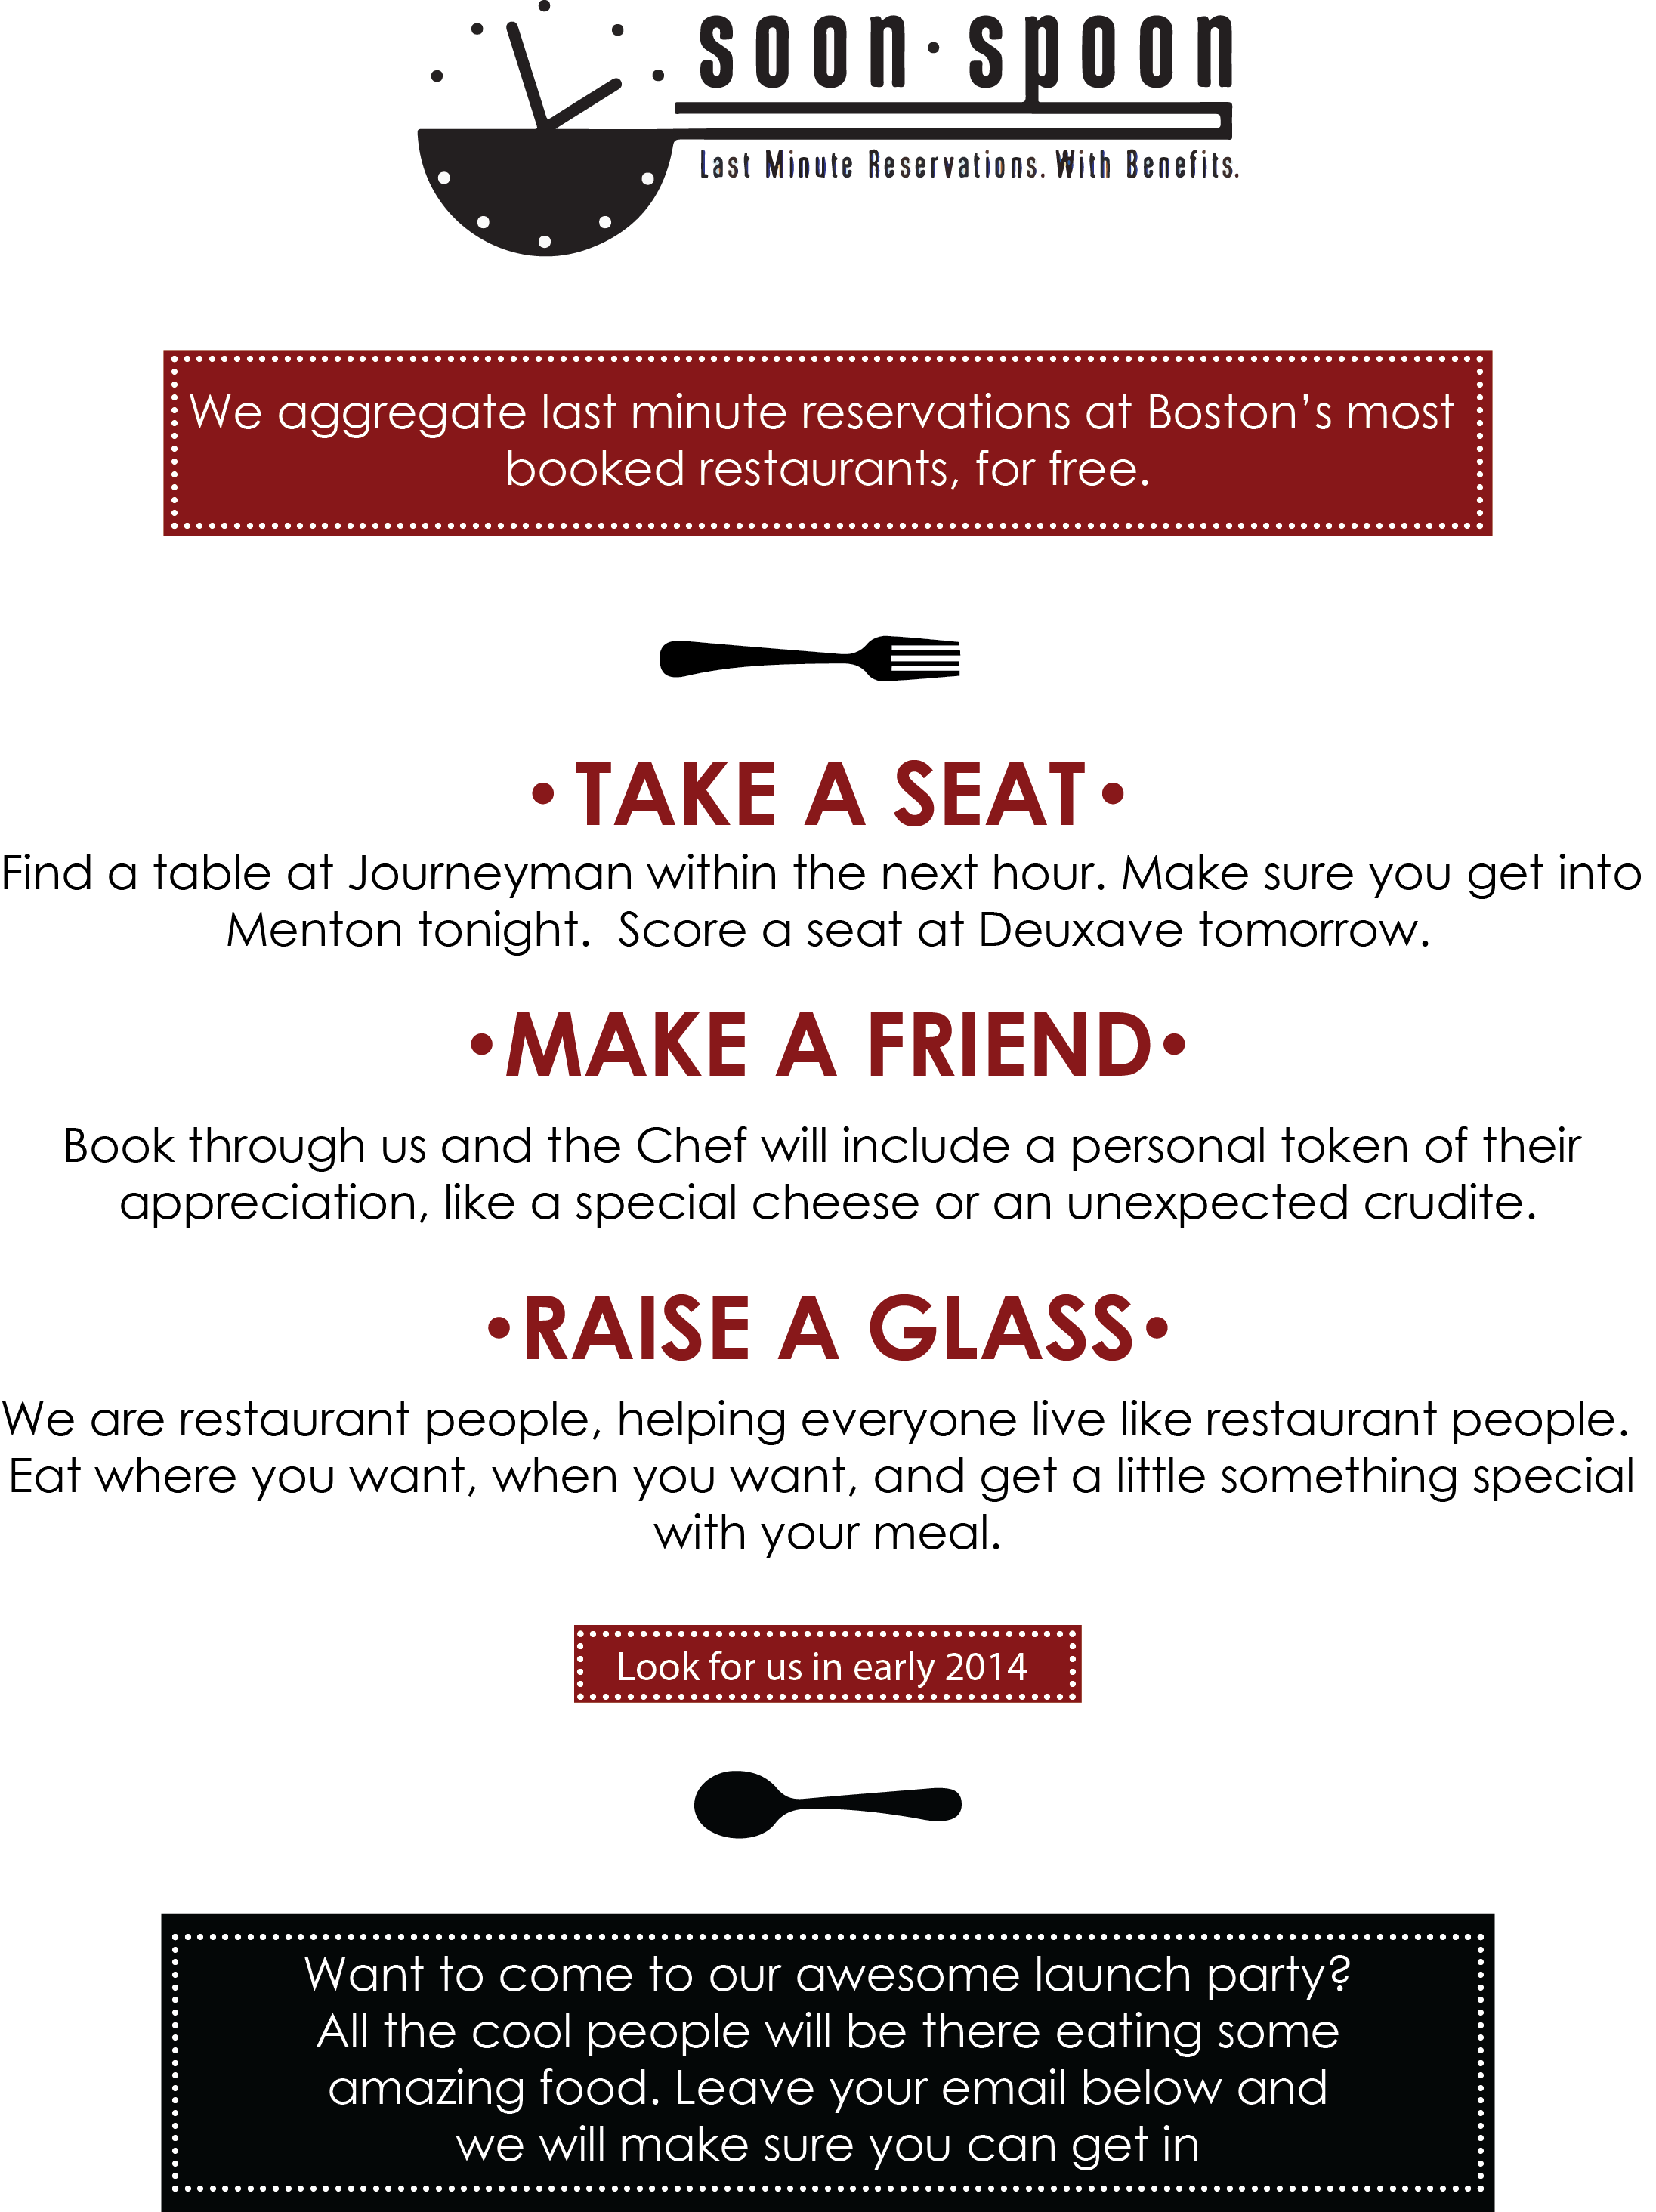 soon·spoon
Last Minute Reservations. With Benefits.
We aggregate last minute reservations at Boston’s most
booked restaurants, for free.
•TAKE A SEAT•
Find a table at Journeyman within the next hour. Make sure you get into
Menton tonight.  Score a seat at Deuxave tomorrow.
•MAKE A FRIEND•
Book through us and the Chef will include a personal token of their
appreciation, like a special cheese or an unexpected crudite.
•RAISE A GLASS•
We are restaurant people, helping everyone live like restaurant people.
Eat where you want, when you want, and get a little something special
with your meal.
Look for us in early 2014
Want to come to our awesome launch party?
All the cool people will be there eating some
amazing food. Leave your email below and
we will make sure you can get in